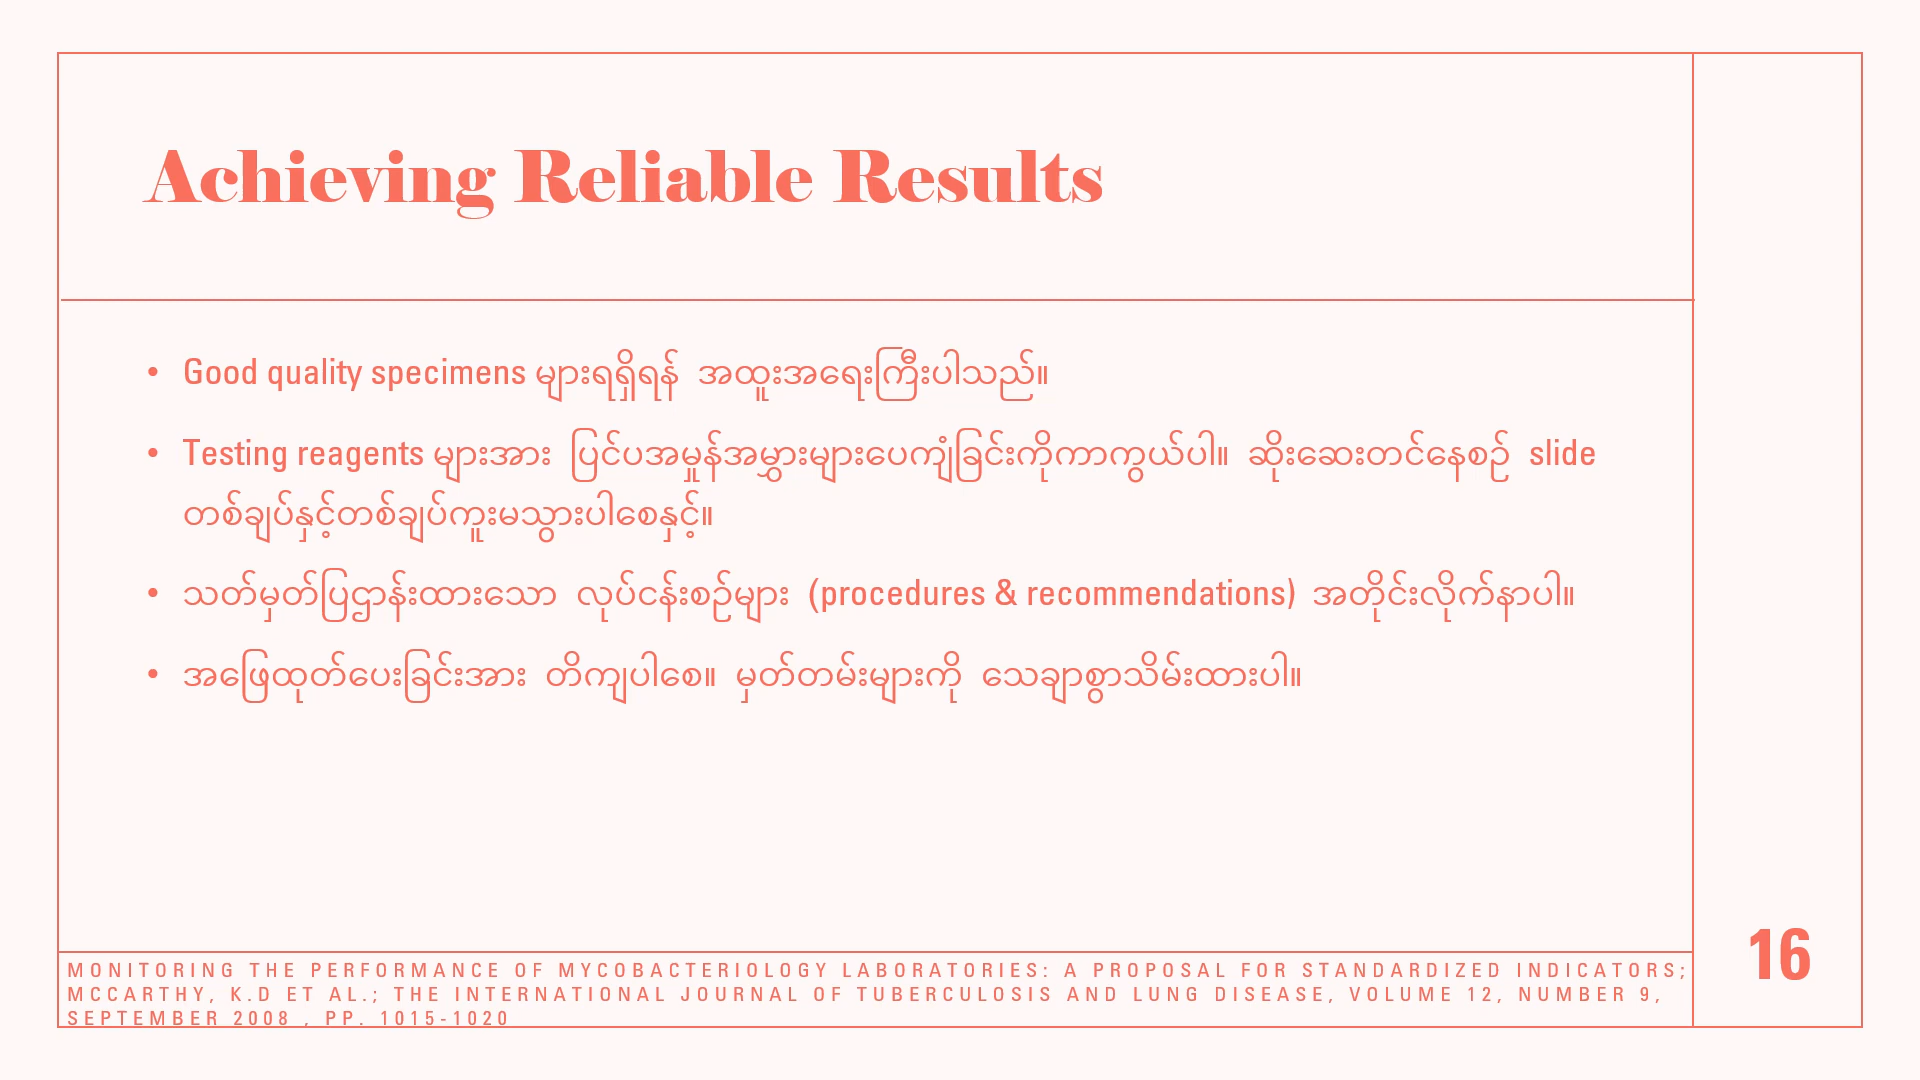 Achieving Reliable Results
• Good quality specimens များရရှိရန် အထူးအရေးကြီးပါသည်။
• Testing reagents များအား ပြင်ပအမှုန်အမွှားများပေကျံခြင်းကိုကာကွယ်ပါ။ ဆိုးဆေးတင်နေစဉ် slide
တစ်ချပ်နှင့်တစ်ချပ်ကူးမသွားပါစေနှင့်။
• သတ်မှတ်ပြဌာန်းထားသော လုပ်ငန်းစဉ်များ (procedures & recommendations) အတိုင်းလိုက်နာပါ။
• အဖြေထုတ်ပေးခြင်းအား တိကျပါစေ။ မှတ်တမ်းများကို သေချာစွာသိမ်းထားပါ။
MONITORING THE PERFORMANCE OF MYCOBACTERIOLOGY LABORATORIES: A PROPOSAL FOR STANDARDIZED INDICATORS;
MCCARTHY, K.D ET AL.; THE INTERNATIONAL JOURNAL OF TUBERCULOSIS AND LUNG DISEASE, VOLUME 12, NUMBER 9,
SEPTEMBER 2008 , PP. 1015-1020
16